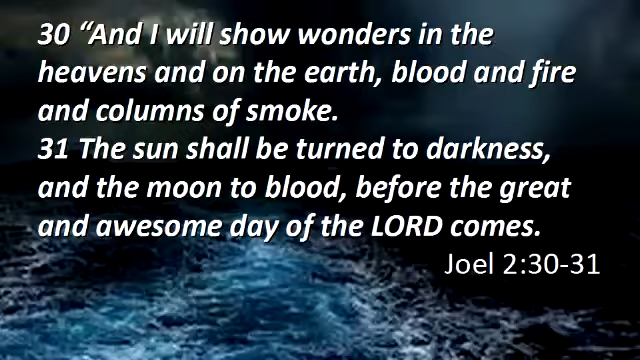 30 “And I will show wonders in the
heavens and on the earth, blood and fire
and columns of smoke.
31 The sun shall be turned to darkness,
and the moon to blood, before the great
and awesome day of the LORD comes.
Joel 2:30-31